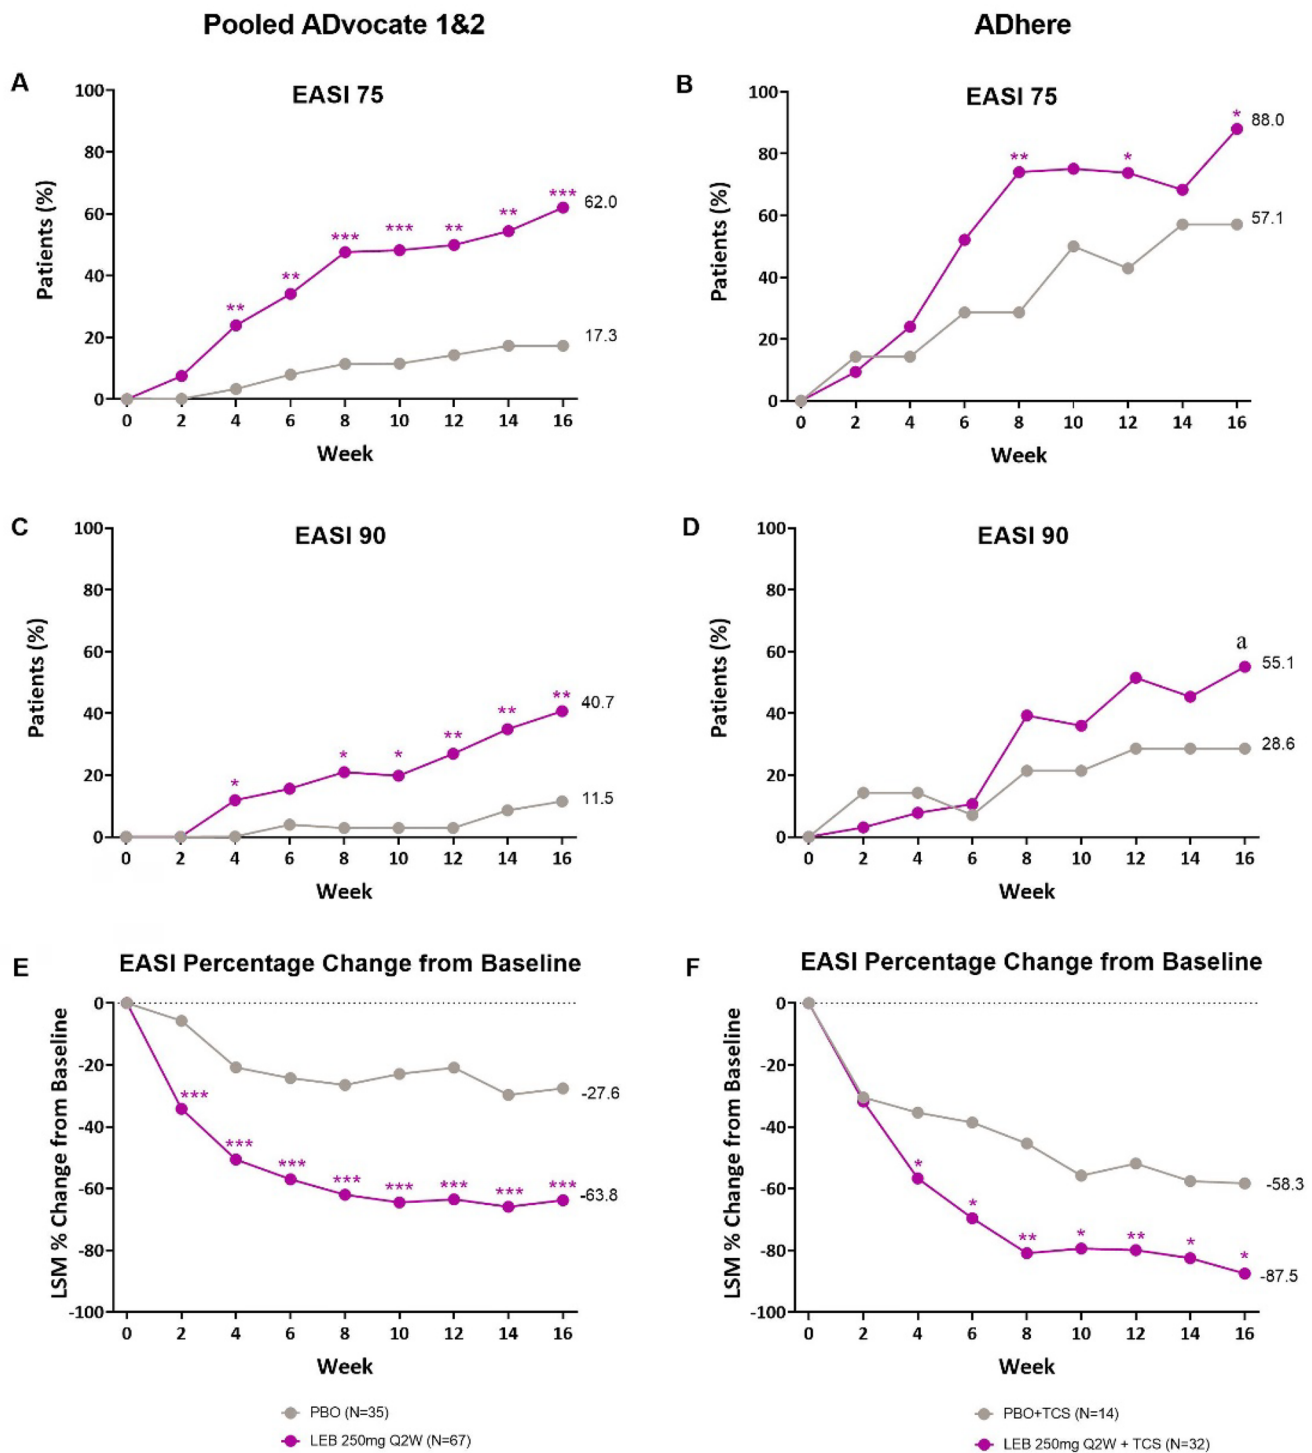 Pooled ADvocate 1&2
ADhere
A
EASI 75
Patients (%)
100
80
60
40
20
0
** ** *** *** ** ** ***
62.0
17.3
0 2 4 6 8 10 12 14 16
Week
B
EASI 75
Patients (%)
100
80
60
40
20
0
** * *
88.0
57.1
0 2 4 6 8 10 12 14 16
Week
C
EASI 90
Patients (%)
100
80
60
40
20
0
* * * ** ** **
40.7
11.5
0 2 4 6 8 10 12 14 16
Week
D
EASI 90
Patients (%)
100
80
60
40
20
0
a
55.1
28.6
0 2 4 6 8 10 12 14 16
Week
E
EASI Percentage Change from Baseline
LSM % Change from Baseline
0
-20
-40
-60
-80
-100
*** *** *** *** *** *** *** ***
-27.6
-63.8
0 2 4 6 8 10 12 14 16
Week
PBO (N=35)
LEB 250mg Q2W (N=67)
F
EASI Percentage Change from Baseline
LSM % Change from Baseline
0
-20
-40
-60
-80
-100
* * ** * ** * *
-58.3
-87.5
0 2 4 6 8 10 12 14 16
Week
PBO+TCS (N=14)
LEB 250mg Q2W + TCS (N=32)